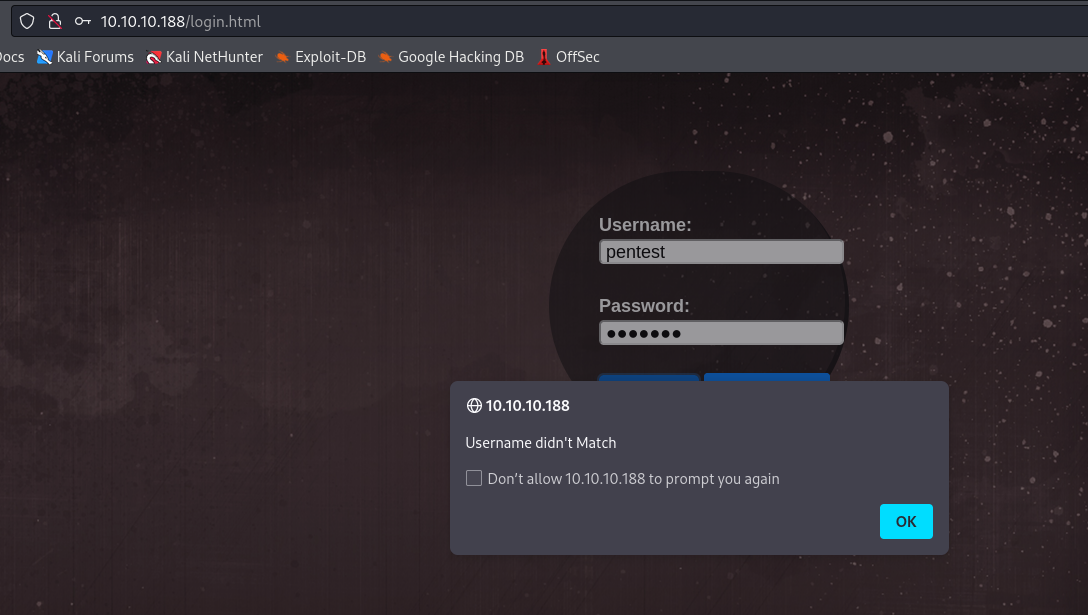 10.10.10.188/login.html
Docs Kali Forums Kali NetHunter Exploit-DB Google Hacking DB OffSec
Username:
pentest
Password:
●●●●●●●
10.10.10.188
Username didn't Match
Don't allow 10.10.10.188 to prompt you again
OK